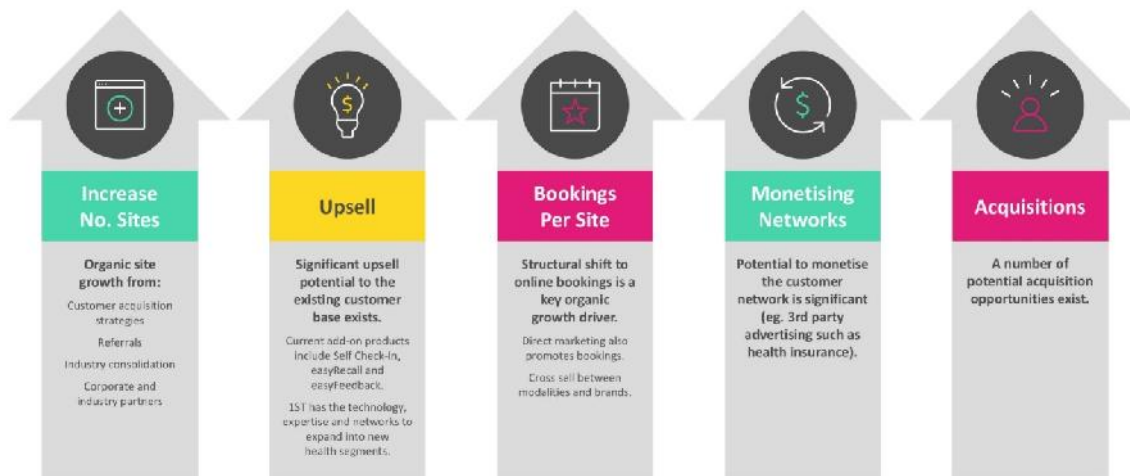 Increase
No. Sites
Organic site
growth from:
Customer acquisition
strategies
Referrals
Industry consolidation
Corporate and
industry partners
$
Upsell
Significant upsell
potential to the
existing customer
base exists.
Current add-on products
include Self Check-in,
easyRecall and
easyFeedback.
1ST has the technology,
expertise and networks to
expand into new
health segments.
Bookings
Per Site
Structural shift to
online bookings is a
key organic
growth driver.
Direct marketing also
promotes bookings.
Cross sell between
modalities and brands.
$
Monetising
Networks
Potential to monetise
the customer
network is significant
(eg. 3rd party
advertising such as
health insurance).
Acquisitions
A number of
potential acquisition
opportunities exist.